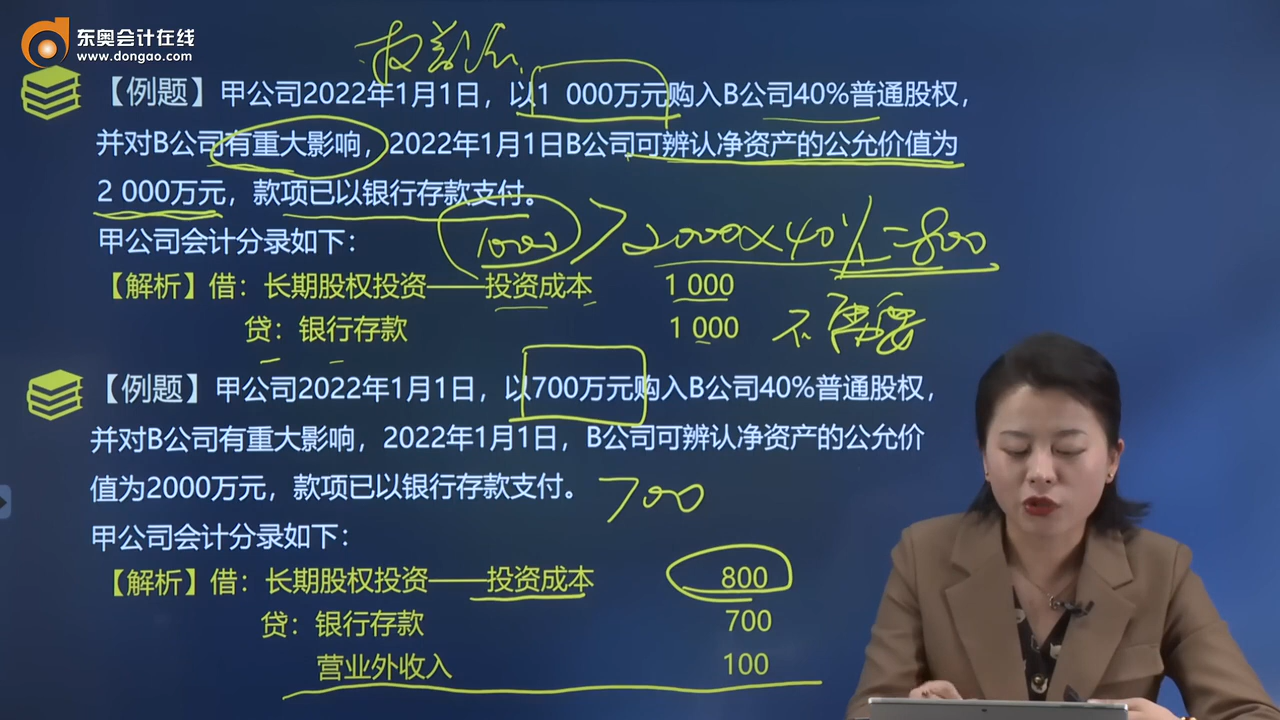 东奥会计在线
www.dongao.com
权益法
【例题】甲公司2022年1月1日，以1 000万元购入B公司40%普通股权，
并对B公司有重大影响，2022年1月1日B公司可辨认净资产的公允价值为
2 000万元，款项已以银行存款支付。
甲公司会计分录如下：
1000 > 2000×40%=800
【解析】借：长期股权投资——投资成本 1 000
贷：银行存款 1 000
不需要
【例题】甲公司2022年1月1日，以700万元购入B公司40%普通股权，
并对B公司有重大影响，2022年1月1日，B公司可辨认净资产的公允价
值为2000万元，款项已以银行存款支付。
700
甲公司会计分录如下：
【解析】借：长期股权投资——投资成本 800
贷：银行存款 700
营业外收入 100